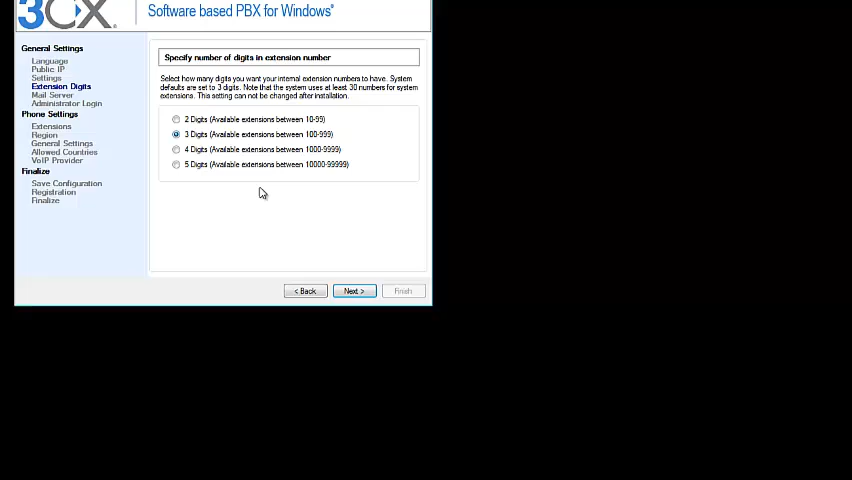 3CX
Software based PBX for Windows®
General Settings
Language
Public IP
Settings
Extension Digits
Mail Server
Administrator Login
Phone Settings
Extensions
Region
General Settings
Allowed Countries
VoIP Provider
Finalize
Save Configuration
Registration
Finalize
Specify number of digits in extension number
Select how many digits you want your internal extension numbers to have. System
defaults are set to 3 digits. Note that the system uses at least 30 numbers for system
extensions. This setting can not be changed after installation.
2 Digits (Available extensions between 10-99)
3 Digits (Available extensions between 100-999)
4 Digits (Available extensions between 1000-9999)
5 Digits (Available extensions between 10000-99999)
< Back
Next >
Finish